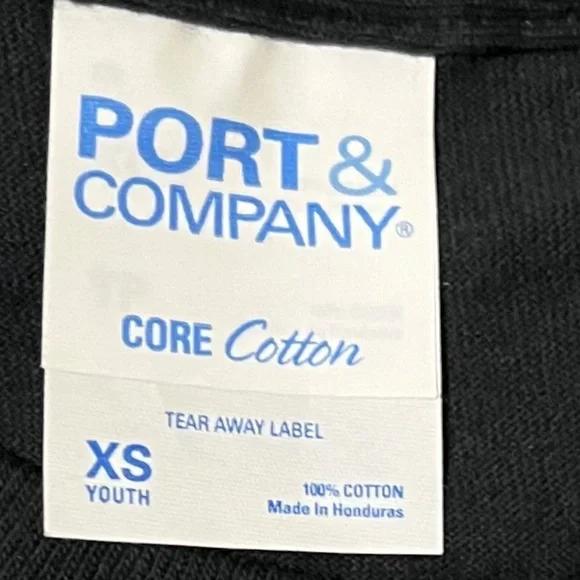 PORT &
COMPANY®
CORE Cotton
TEAR AWAY LABEL
XS
YOUTH
100% COTTON
Made In Honduras